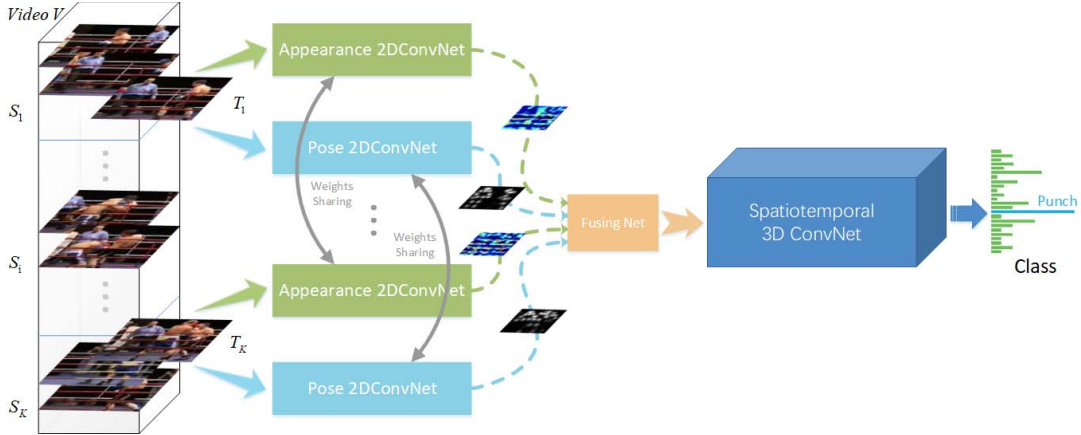 Video V
S1
T1
Appearance 2DConvNet
Pose 2DConvNet
Weights
Sharing
Weights
Sharing
Fusing Net
Spatiotemporal
3D ConvNet
Punch
Class
Si
Appearance 2DConvNet
TK
Pose 2DConvNet
SK